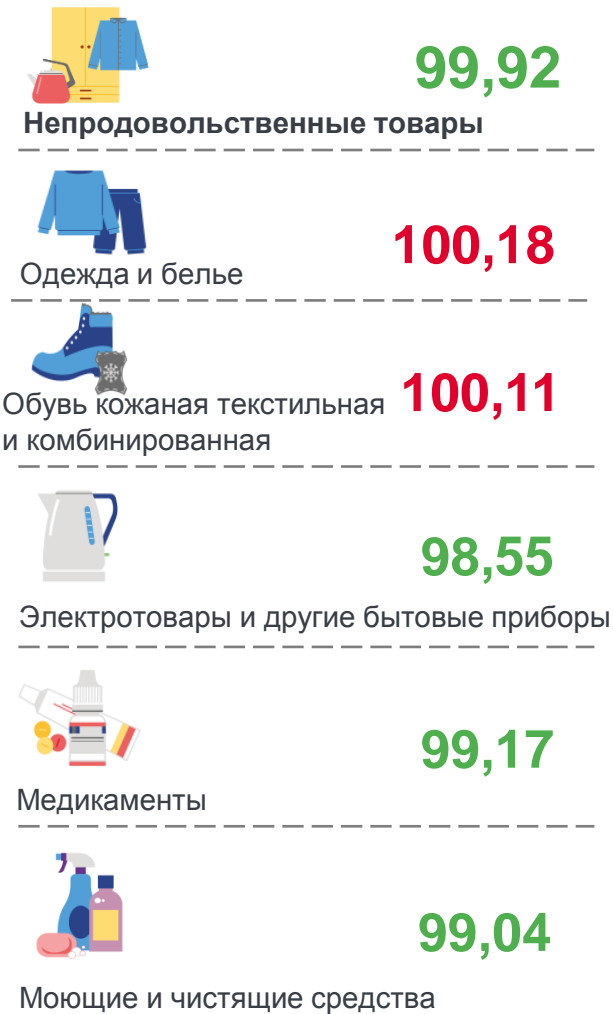 99,92
Непродовольственные товары
100,18
Одежда и белье
100,11
Обувь кожаная текстильная
и комбинированная
98,55
Электротовары и другие бытовые приборы
99,17
Медикаменты
99,04
Моющие и чистящие средства